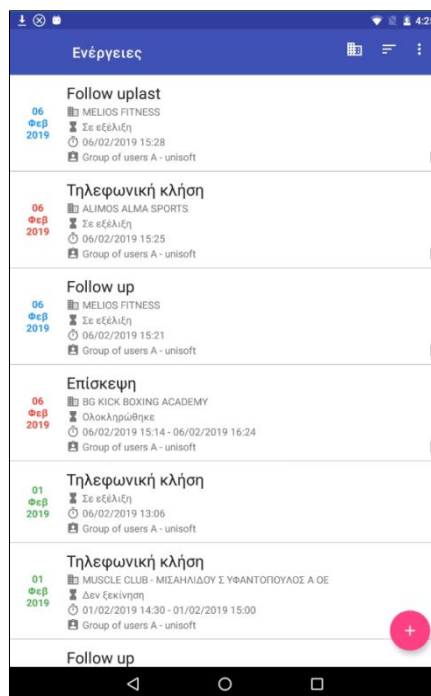 4:25
Ενέργειες
Follow uplast
06
Φεβ
2019
MELIOS FITNESS
Σε εξέλιξη
06/02/2019 15:28
Group of users A - unisoft
Τηλεφωνική κλήση
06
Φεβ
2019
ALIMOS ALMA SPORTS
Σε εξέλιξη
06/02/2019 15:25
Group of users A - unisoft
Follow up
06
Φεβ
2019
MELIOS FITNESS
Σε εξέλιξη
06/02/2019 15:21
Group of users A - unisoft
Επίσκεψη
06
Φεβ
2019
BG KICK BOXING ACADEMY
Ολοκληρώθηκε
06/02/2019 15:14 - 06/02/2019 16:24
Group of users A - unisoft
Τηλεφωνική κλήση
01
Φεβ
2019
Σε εξέλιξη
06/02/2019 13:06
Group of users A - unisoft
Τηλεφωνική κλήση
01
Φεβ
2019
MUSCLE CLUB - ΜΙΣΑΗΛΙΔΟΥ Σ ΥΦΑΝΤΟΠΟΥΛΟΣ Α ΟΕ
Δεν ξεκίνηση
01/02/2019 14:30 - 01/02/2019 15:00
Group of users A - unisoft
Follow up